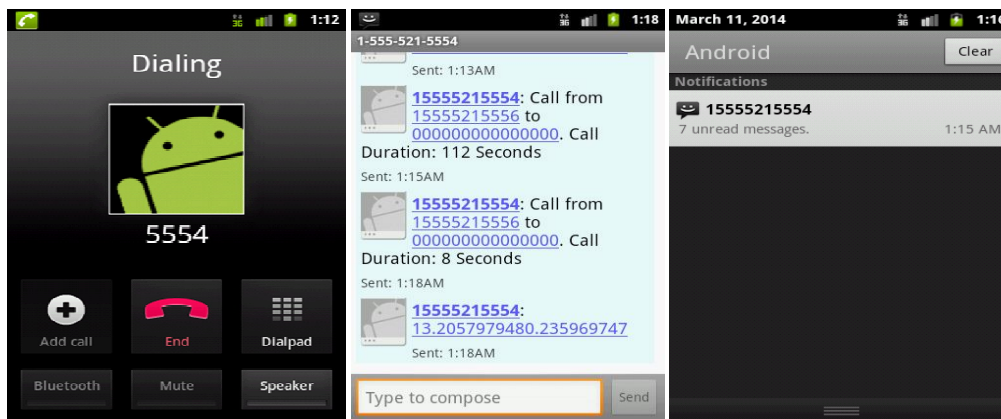 1:12
Dialing
5554
Add call
End
Dialpad
Bluetooth
Mute
Speaker
1:18
1-555-521-5554
Sent: 1:13AM
15555215554: Call from
15555215556 to
000000000000000. Call
Duration: 112 Seconds
Sent: 1:15AM
15555215554: Call from
15555215556 to
000000000000000. Call
Duration: 8 Seconds
Sent: 1:18AM
15555215554:
13.2057979480.235969747
Sent: 1:18AM
Type to compose
Send
March 11, 2014
1:16
Android
Clear
Notifications
15555215554
7 unread messages.
1:15 AM